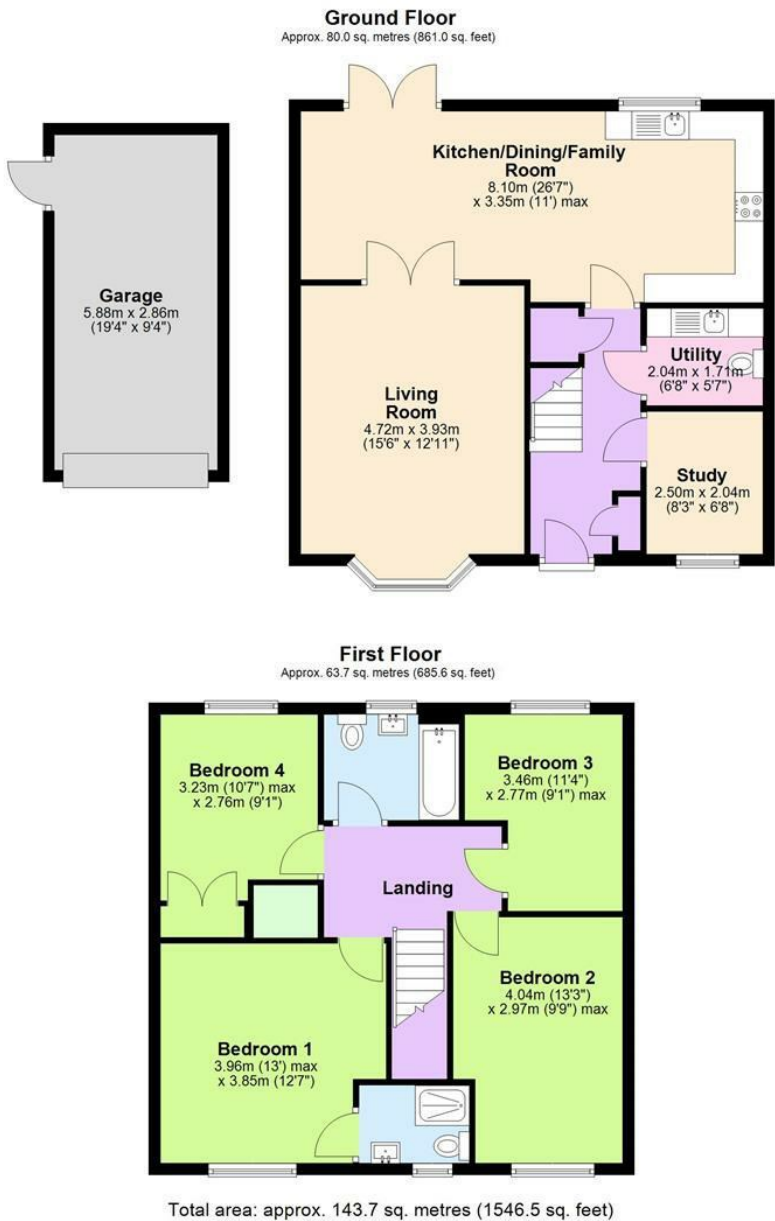 Ground Floor
Approx. 80.0 sq. metres (861.0 sq. feet)
Kitchen/Dining/Family
Room
8.10m (26'7")
x 3.35m (11') max
Garage
5.88m x 2.86m
(19'4" x 9'4")
Living
Room
4.72m x 3.93m
(15'6" x 12'11")
Utility
2.04m x 1.71m
(6'8" x 5'7")
Study
2.50m x 2.04m
(8'3" x 6'8")
First Floor
Approx. 63.7 sq. metres (685.6 sq. feet)
Bedroom 4
3.23m (10'7") max
x 2.76m (9'1")
Bedroom 3
3.46m (11'4")
x 2.77m (9'1") max
Landing
Bedroom 2
4.04m (13'3")
x 2.97m (9'9") max
Bedroom 1
3.96m (13') max
x 3.85m (12'7")
Total area: approx. 143.7 sq. metres (1546.5 sq. feet)